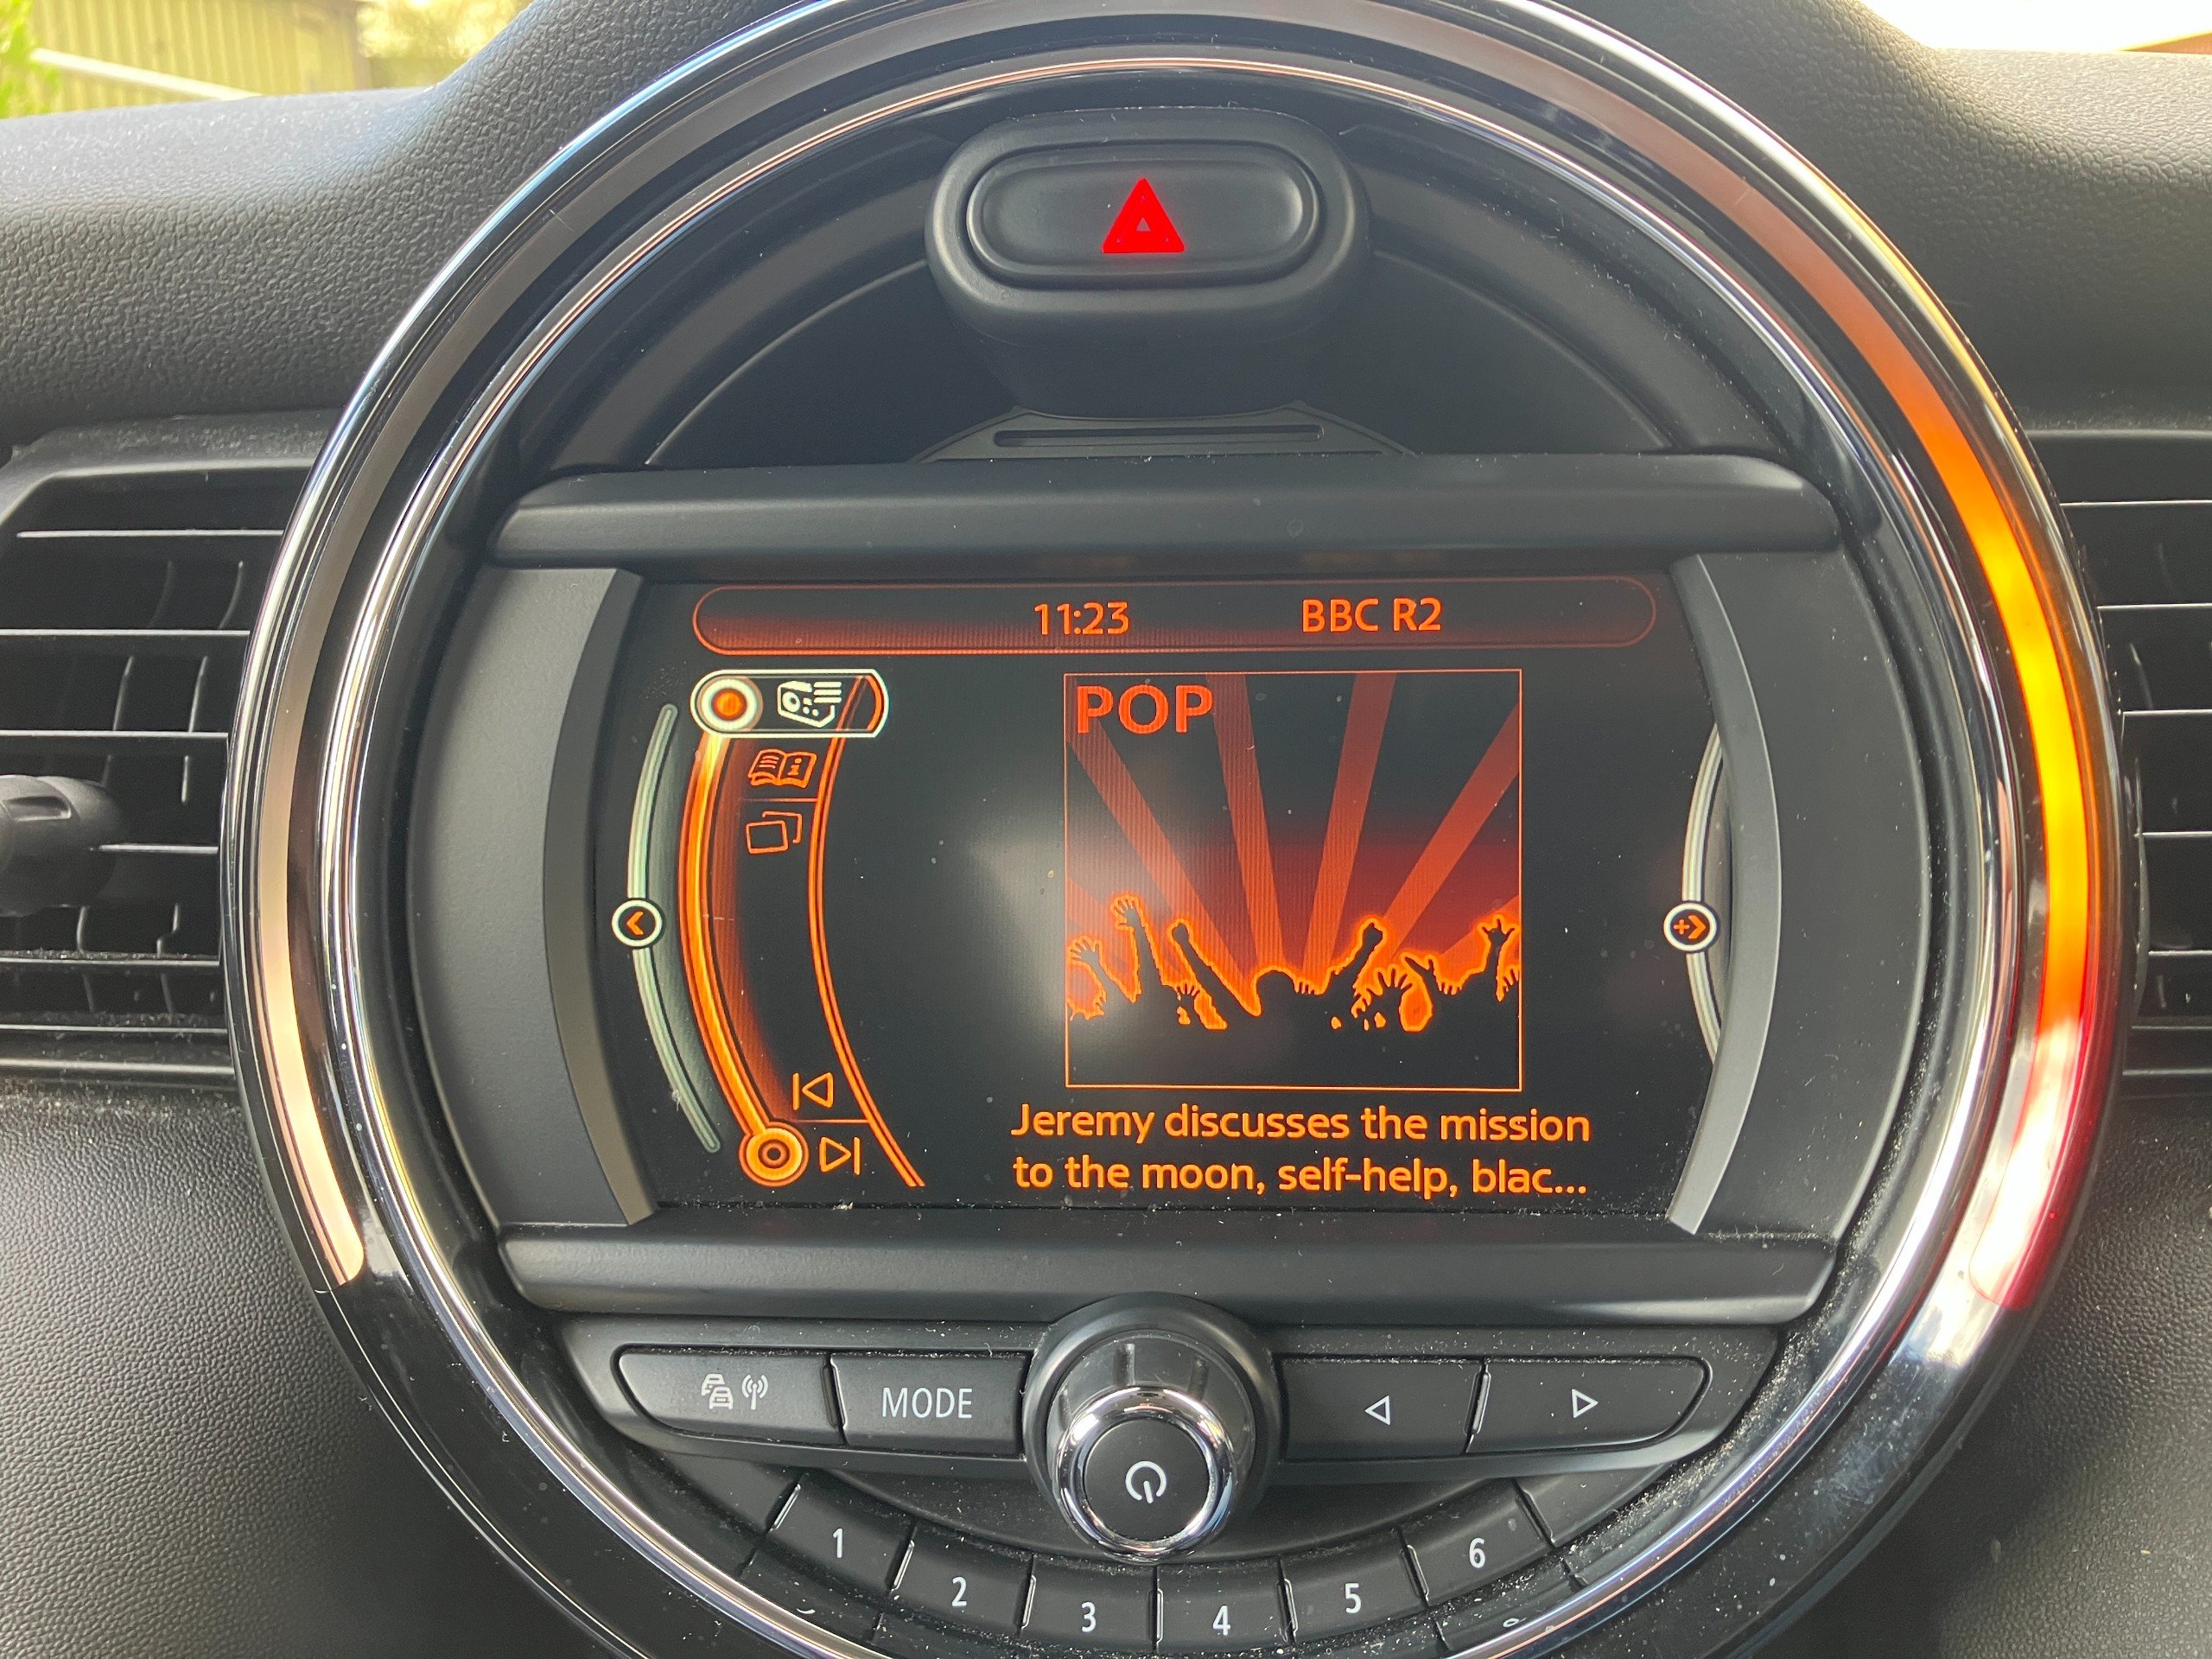 11:23 BBC R2
POP
Jeremy discusses the mission
to the moon, self-help, blac...
MODE
1 2 3 4 5 6